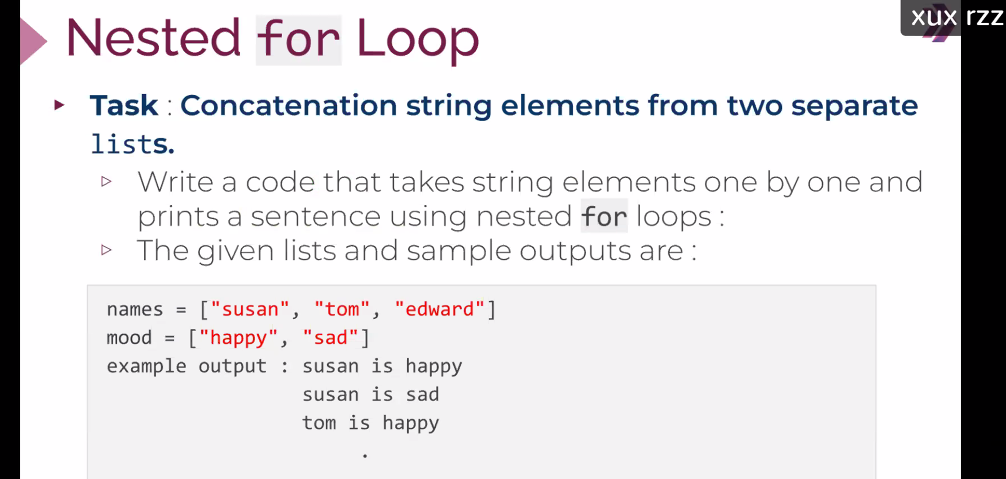 xux rzz
Nested for Loop
Task : Concatenation string elements from two separate
lists.
Write a code that takes string elements one by one and
prints a sentence using nested for loops :
The given lists and sample outputs are :
names = ["susan", "tom", "edward"]
mood = ["happy", "sad"]
example output : susan is happy
susan is sad
tom is happy
.